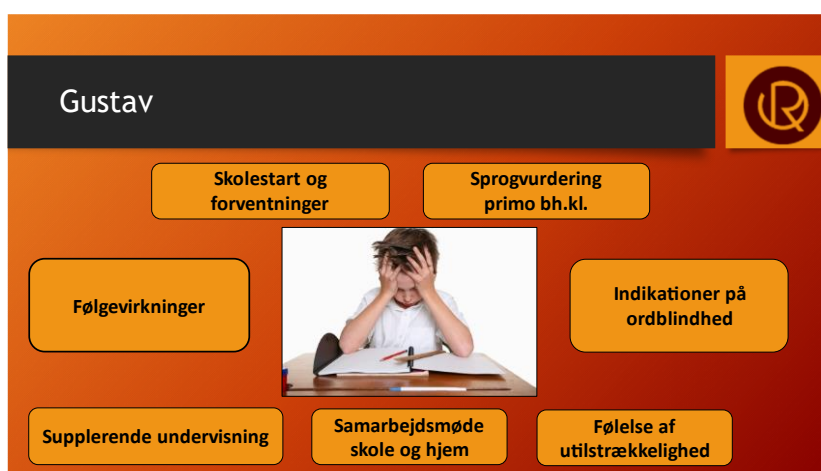 Gustav
Skolestart og
forventninger
Sprogvurdering
primo bh.kl.
Følgevirkninger
Indikationer på
ordblindhed
Supplerende undervisning
Samarbejdsmøde
skole og hjem
Følelse af
utilstrækkelighed